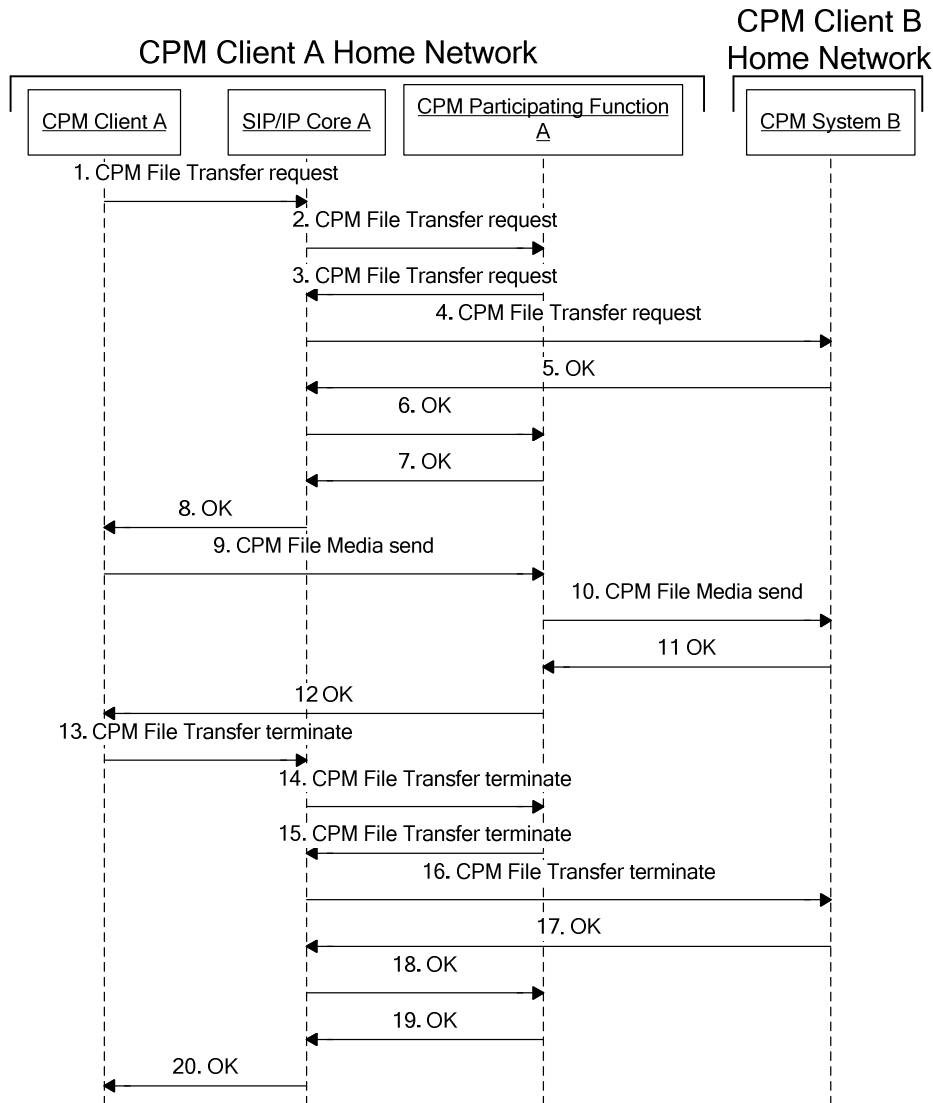 CPM Client A Home Network
CPM Client B
Home Network
CPM Client A
SIP/IP Core A
CPM Participating Function
A
CPM System B
1. CPM File Transfer request
2. CPM File Transfer request
3. CPM File Transfer request
4. CPM File Transfer request
5. OK
6. OK
7. OK
8. OK
9. CPM File Media send
10. CPM File Media send
11 OK
12 OK
13. CPM File Transfer terminate
14. CPM File Transfer terminate
15. CPM File Transfer terminate
16. CPM File Transfer terminate
17. OK
18. OK
19. OK
20. OK